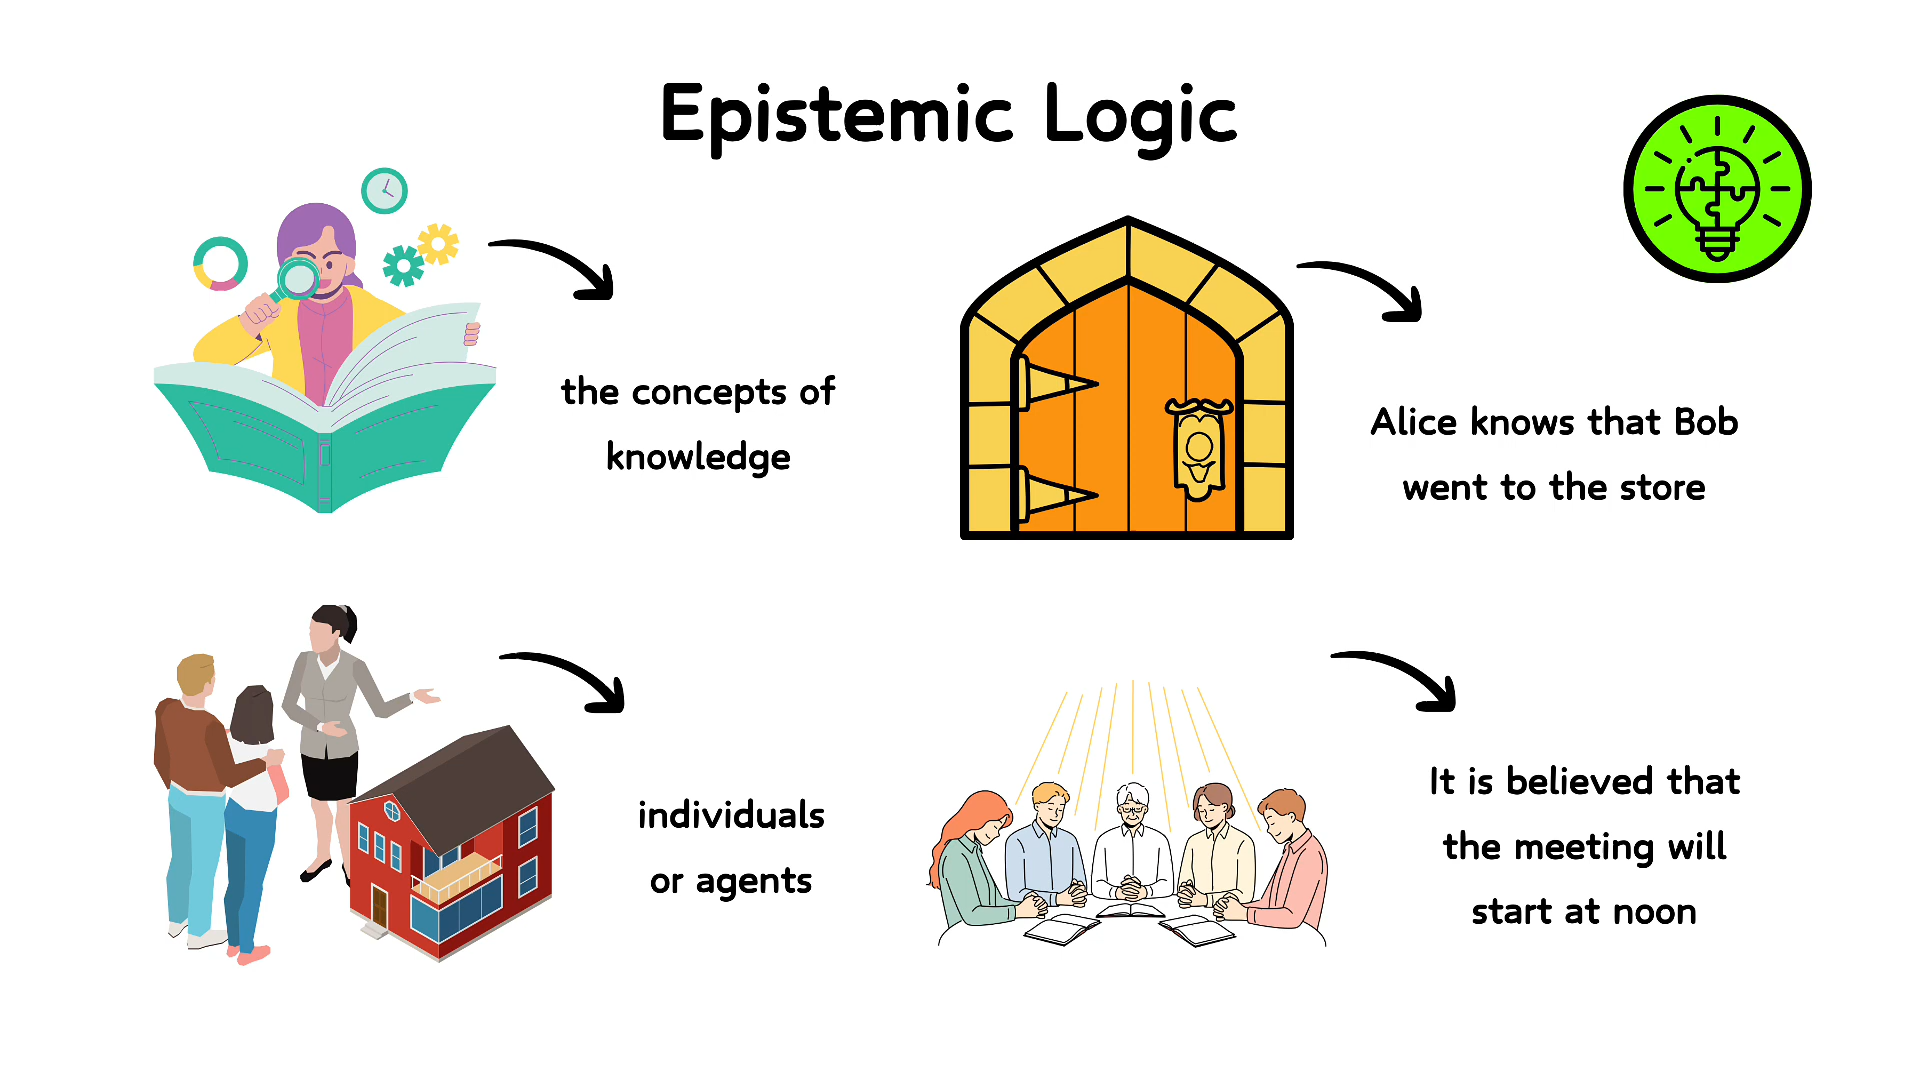 Epistemic Logic
the concepts of
knowledge
Alice knows that Bob
went to the store
individuals
or agents
It is believed that
the meeting will
start at noon